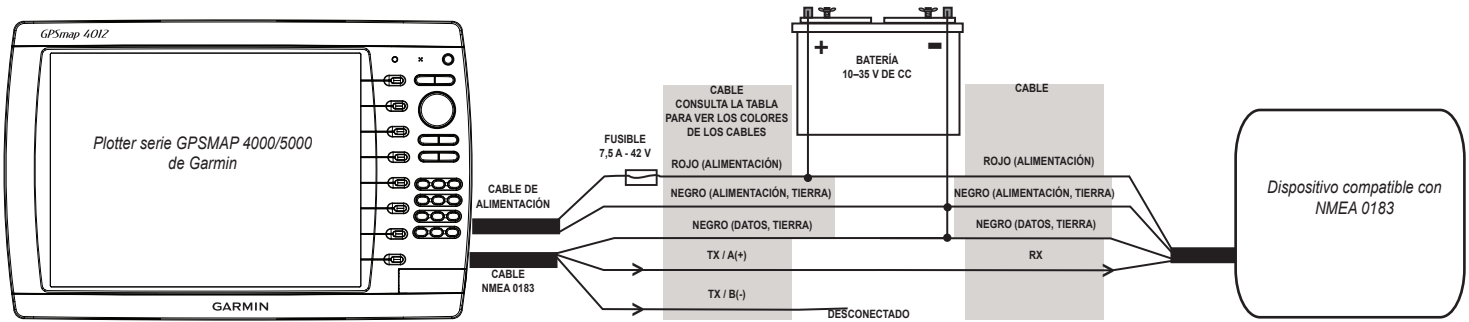 GPSmap 4012
Plotter serie GPSMAP 4000/5000
de Garmin
GARMIN
CABLE DE
ALIMENTACIÓN
CABLE
NMEA 0183
FUSIBLE
7,5 A - 42 V
CABLE
CONSULTA LA TABLA
PARA VER LOS COLORES
DE LOS CABLES
ROJO (ALIMENTACIÓN)
NEGRO (ALIMENTACIÓN, TIERRA)
NEGRO (DATOS, TIERRA)
TX / A(+)
TX / B(-)
DESCONECTADO
+ -
BATERÍA
10–35 V DE CC
CABLE
ROJO (ALIMENTACIÓN)
NEGRO (ALIMENTACIÓN, TIERRA)
NEGRO (DATOS, TIERRA)
RX
Dispositivo compatible con
NMEA 0183